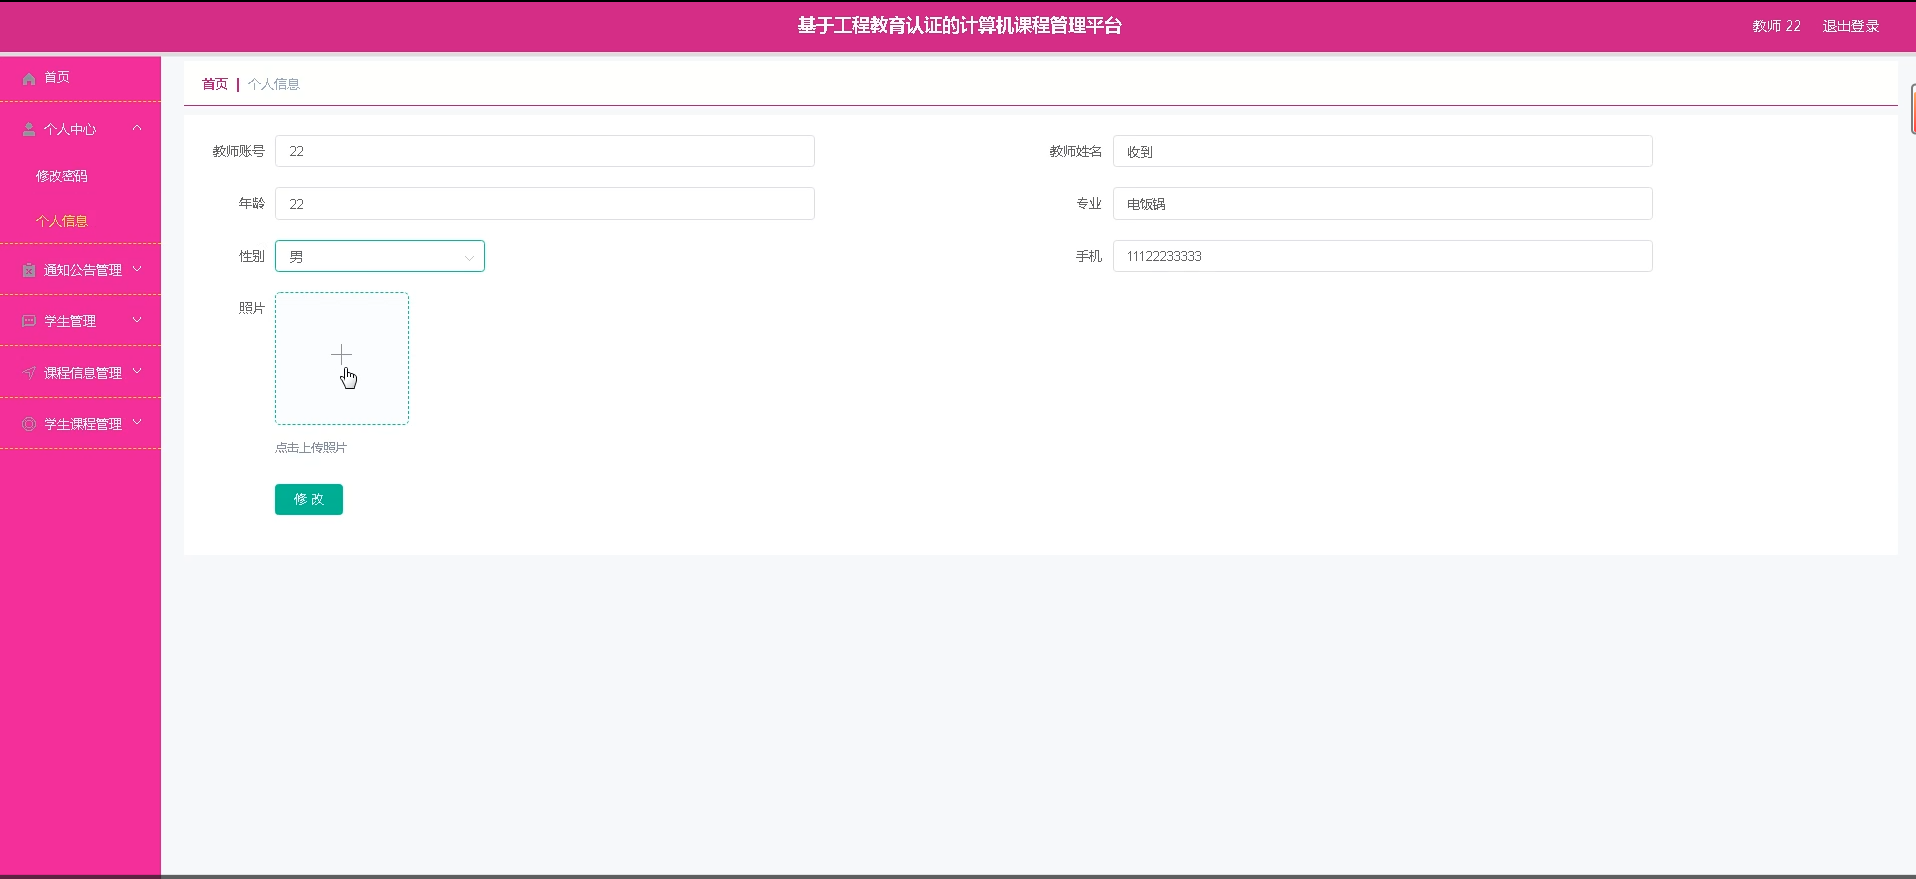 基于工程教育认证的计算机课程管理平台
教师 22 退出登录
首页
个人中心
修改密码
个人信息
通知公告管理
学生管理
课程信息管理
学生课程管理
首页 | 个人信息
教师账号 22
教师姓名 收到
年龄 22
专业 电饭锅
性别 男
手机 11122233333
照片
点击上传照片
修改